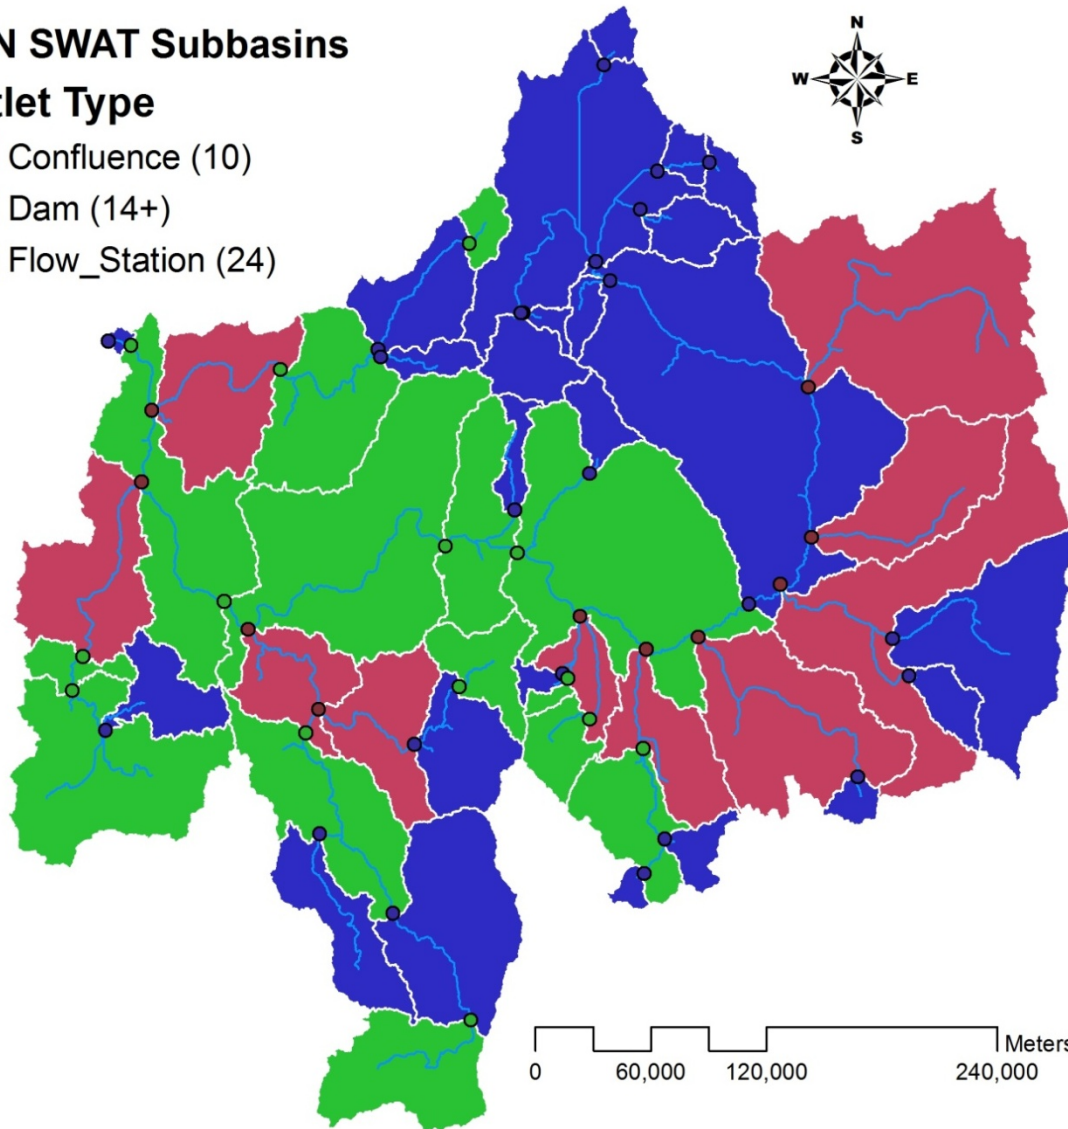 N SWAT Subbasins
tlet Type
Confluence (10)
Dam (14+)
Flow_Station (24)
N
W E
S
Meters
0 60,000 120,000 240,000